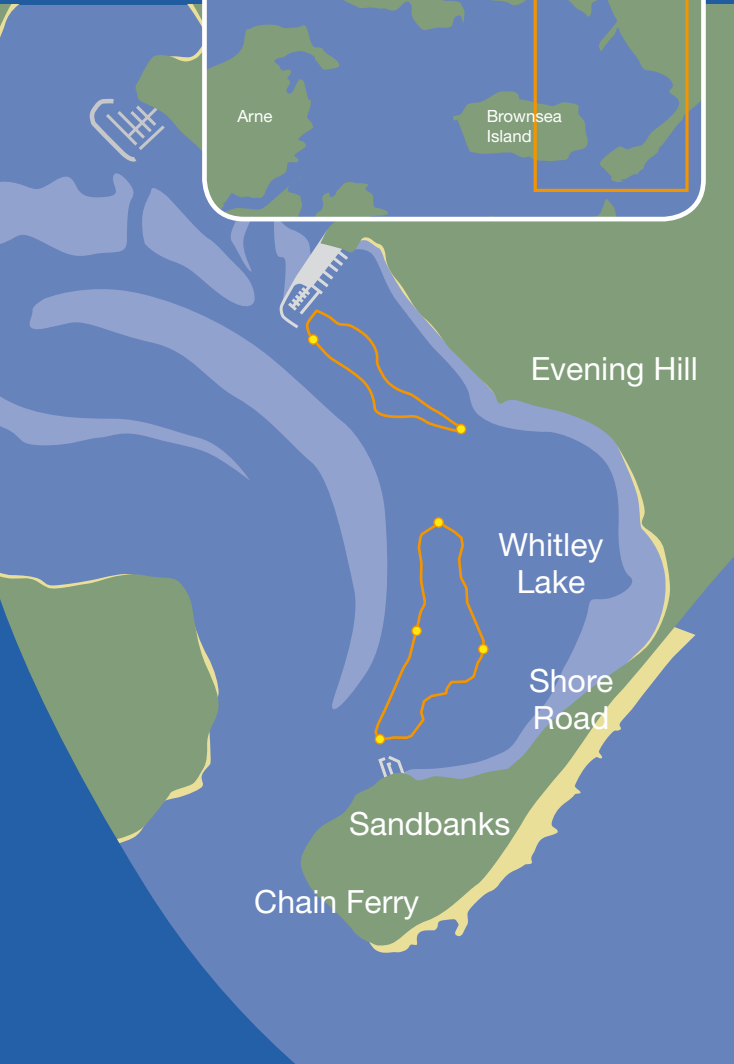 Arne
Brownsea
Island
Evening Hill
Whitley
Lake
Shore
Road
Sandbanks
Chain Ferry